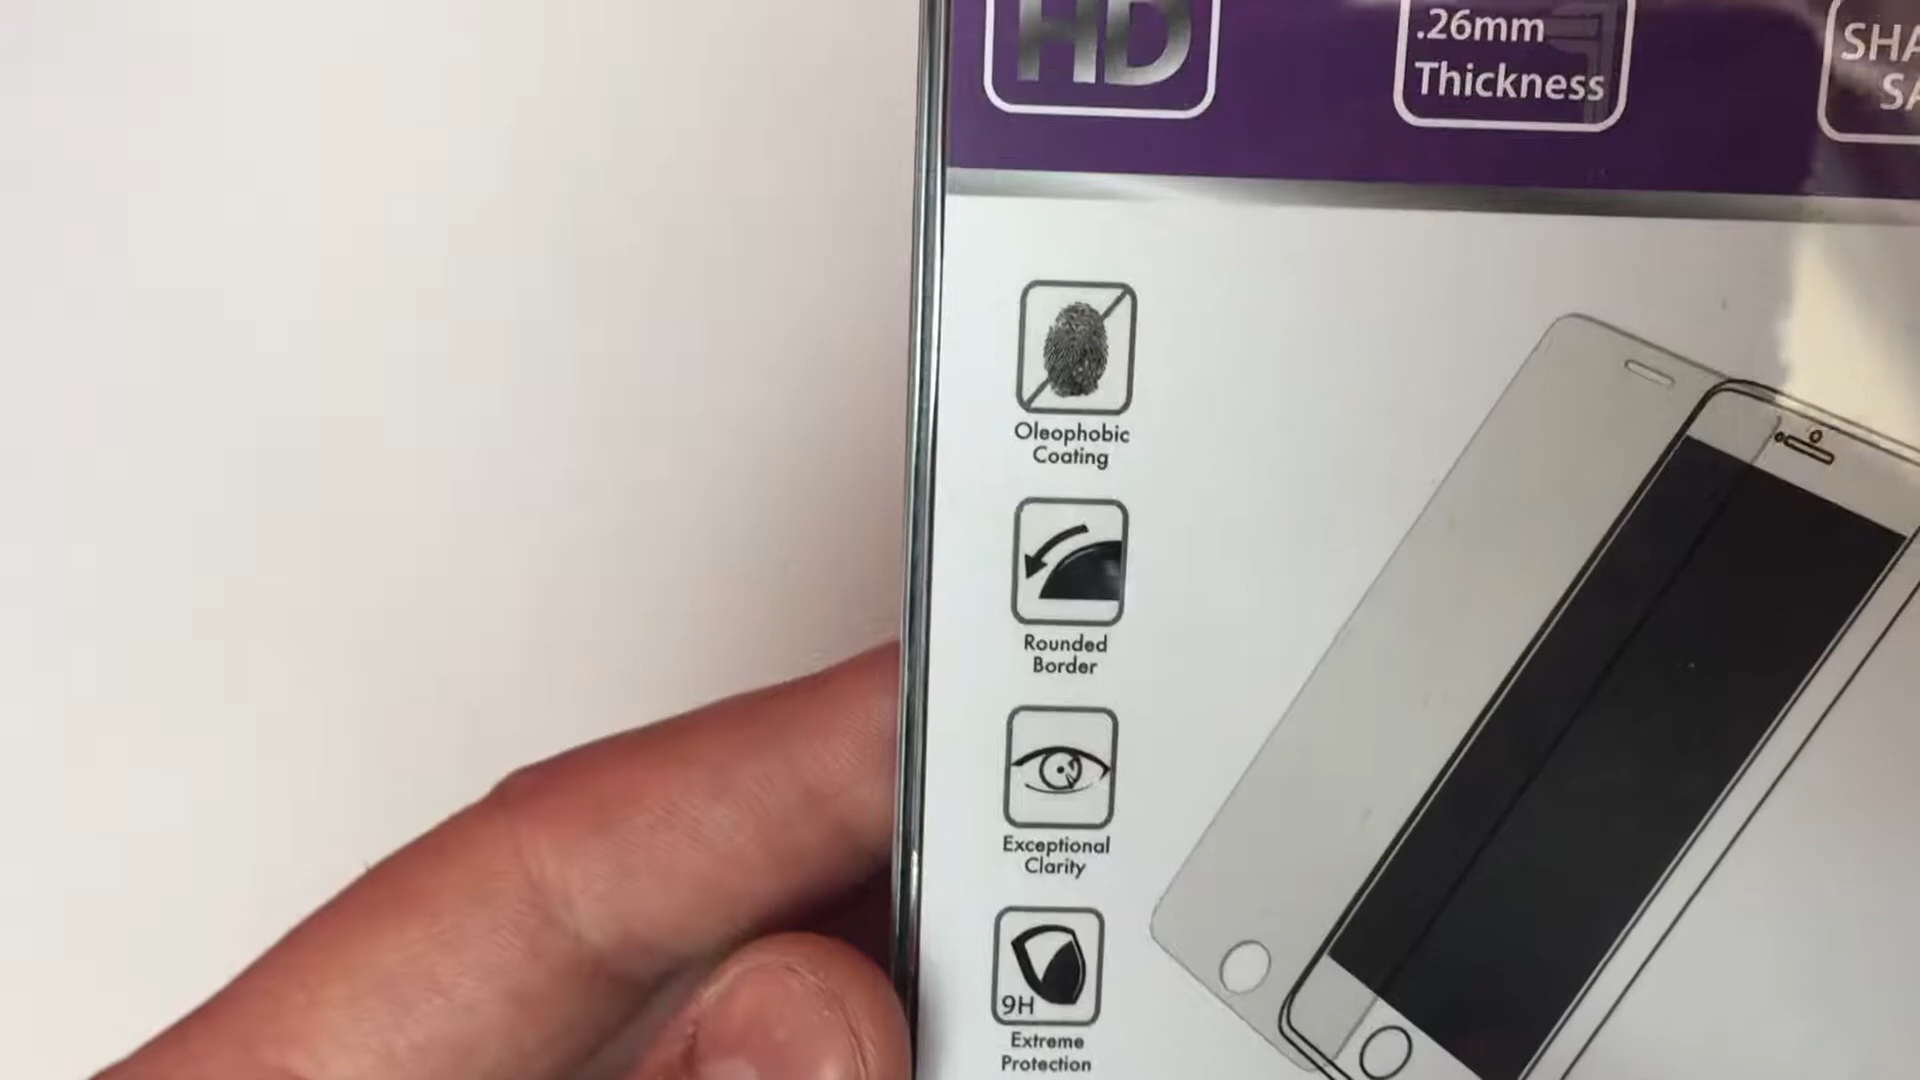 HD
.26mm
Thickness
Oleophobic
Coating
Rounded
Border
Exceptional
Clarity
9H
Extreme
Protection